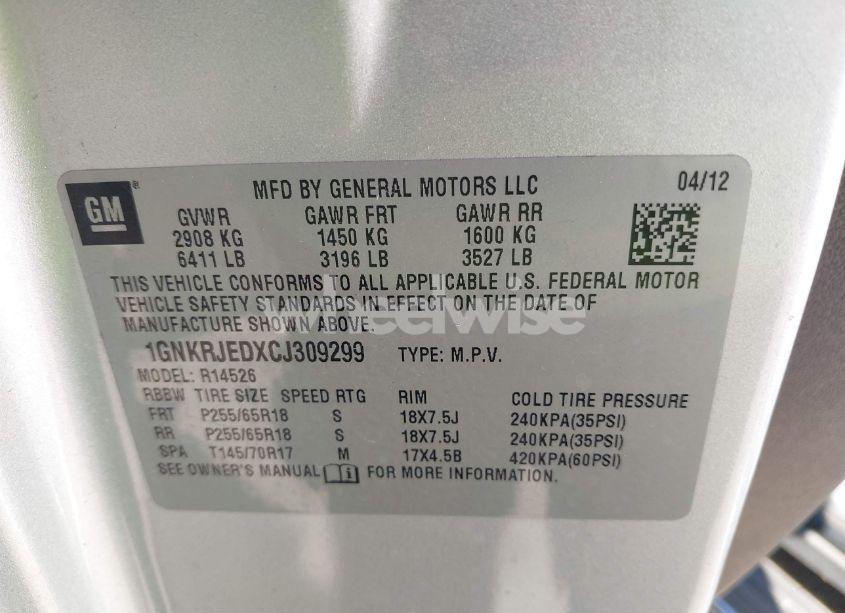 GM
MFD BY GENERAL MOTORS LLC 04/12
GVWR GAWR FRT GAWR RR
2908 KG 1450 KG 1600 KG
6411 LB 3196 LB 3527 LB
THIS VEHICLE CONFORMS TO ALL APPLICABLE U.S. FEDERAL MOTOR
VEHICLE SAFETY STANDARDS IN EFFECT ON THE DATE OF
MANUFACTURE SHOWN ABOVE.
wheelwise
1GNKRJEDXCJ309299 TYPE: M.P.V.
MODEL: R14526
RBBW TIRE SIZE SPEED RTG RIM COLD TIRE PRESSURE
FRT P255/65R18 S 18X7.5J 240KPA(35PSI)
RR P255/65R18 S 18X7.5J 240KPA(35PSI)
SPA T145/70R17 M 17X4.5B 420KPA(60PSI)
SEE OWNER'S MANUAL FOR MORE INFORMATION.